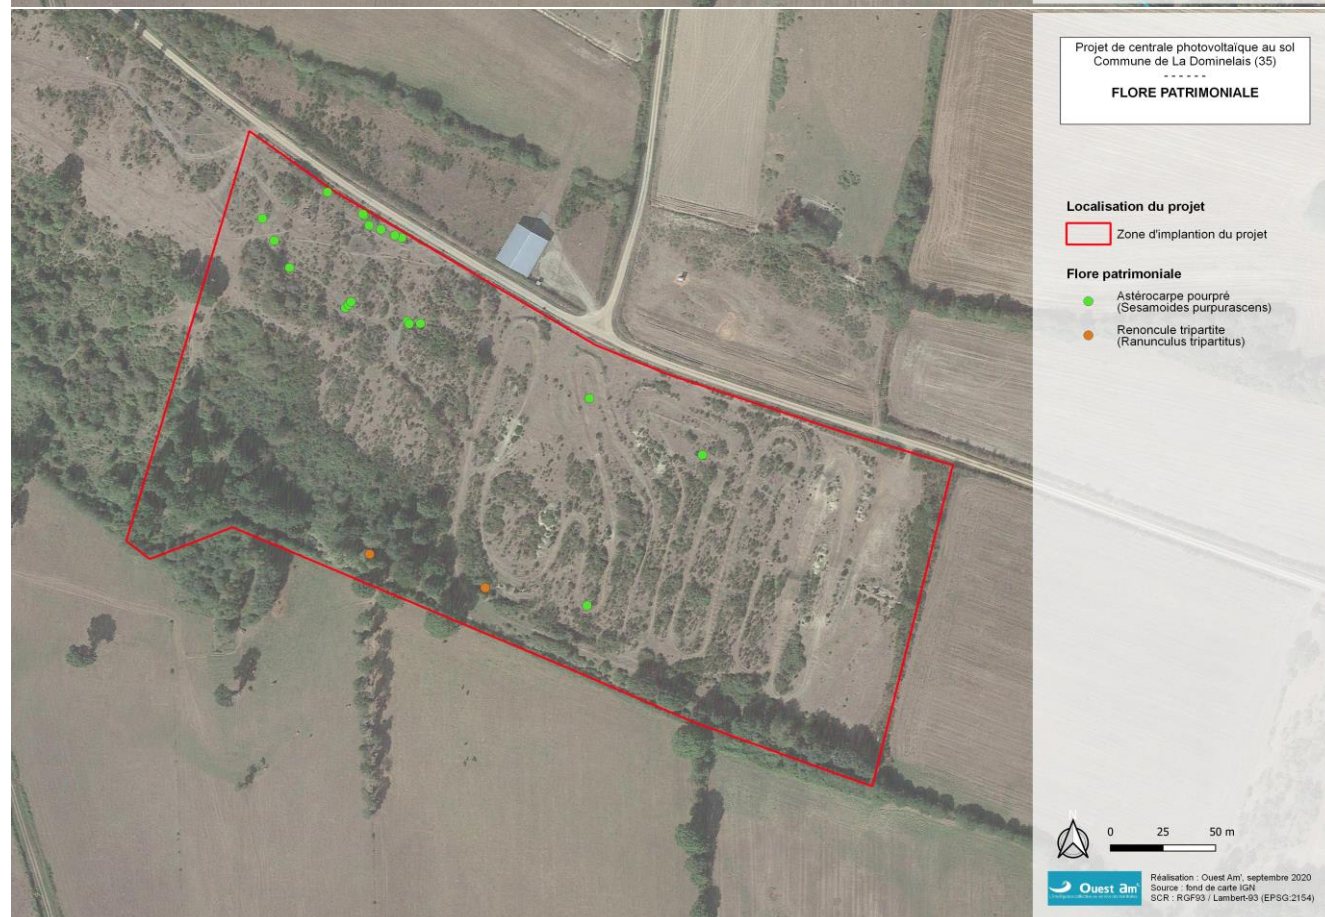 Projet de centrale photovoltaïque au sol
Commune de La Dominelais (35)
- - - - - -
FLORE PATRIMONIALE
Localisation du projet
Zone d'implantion du projet
Flore patrimoniale
Astérocarpe pourpré
(Sesamoides purpurascens)
Renoncule tripartite
(Ranunculus tripartitus)
N
0 25 50 m
Ouest am'
Réalisation : Ouest Am', septembre 2020
Source : fond de carte IGN
SCR : RGF93 / Lambert-93 (EPSG:2154)